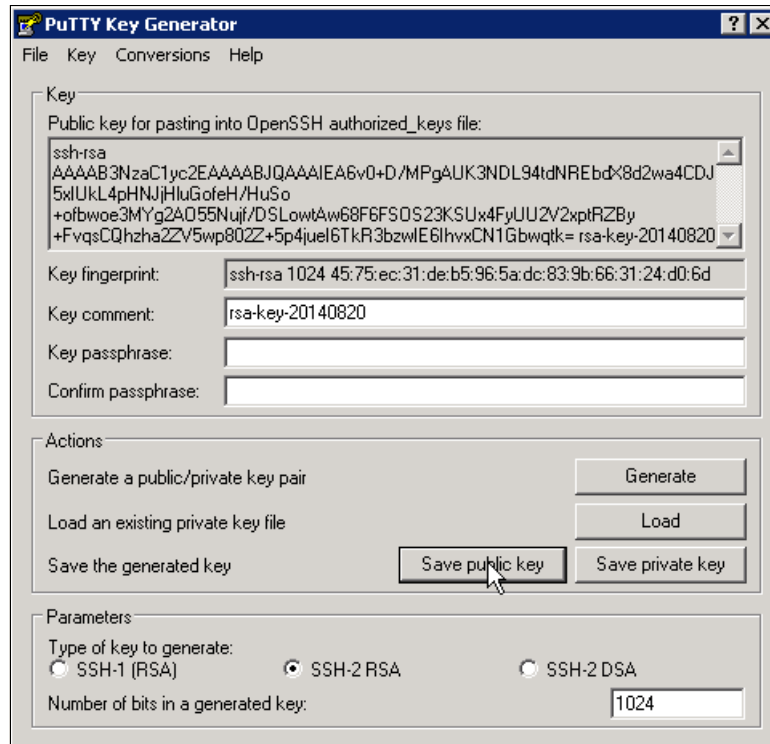 PuTTY Key Generator
File Key Conversions Help
Key
Public key for pasting into OpenSSH authorized_keys file:
ssh-rsa
AAAAB3NzaC1yc2EAAAABJQAAAIEA6v0+D/MPgAUK3NDL94tdNREbdX8d2wa4CDJ
5xIUkL4pHNJjHluGofeH/HuSo
+ofbwoe3MYg2AO55Nujf/DSLowtAw68F6FSOS23KSUx4FyUU2V2xptRZBy
+FvqsCQhzha2ZV5wp802Z+5p4jueI6TkR3bzwIE6IhvxCN1Gbwqtk= rsa-key-20140820
Key fingerprint: ssh-rsa 1024 45:75:ec:31:de:b5:96:5a:dc:83:9b:66:31:24:d0:6d
Key comment: rsa-key-20140820
Key passphrase:
Confirm passphrase:
Actions
Generate a public/private key pair Generate
Load an existing private key file Load
Save the generated key Save public key Save private key
Parameters
Type of key to generate:
SSH-1 (RSA) SSH-2 RSA SSH-2 DSA
Number of bits in a generated key: 1024